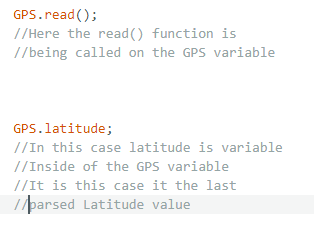 GPS.read();
//Here the read() function is
//being called on the GPS variable
GPS.latitude;
//In this case latitude is variable
//Inside of the GPS variable
//It is this case it the last
//parsed Latitude value